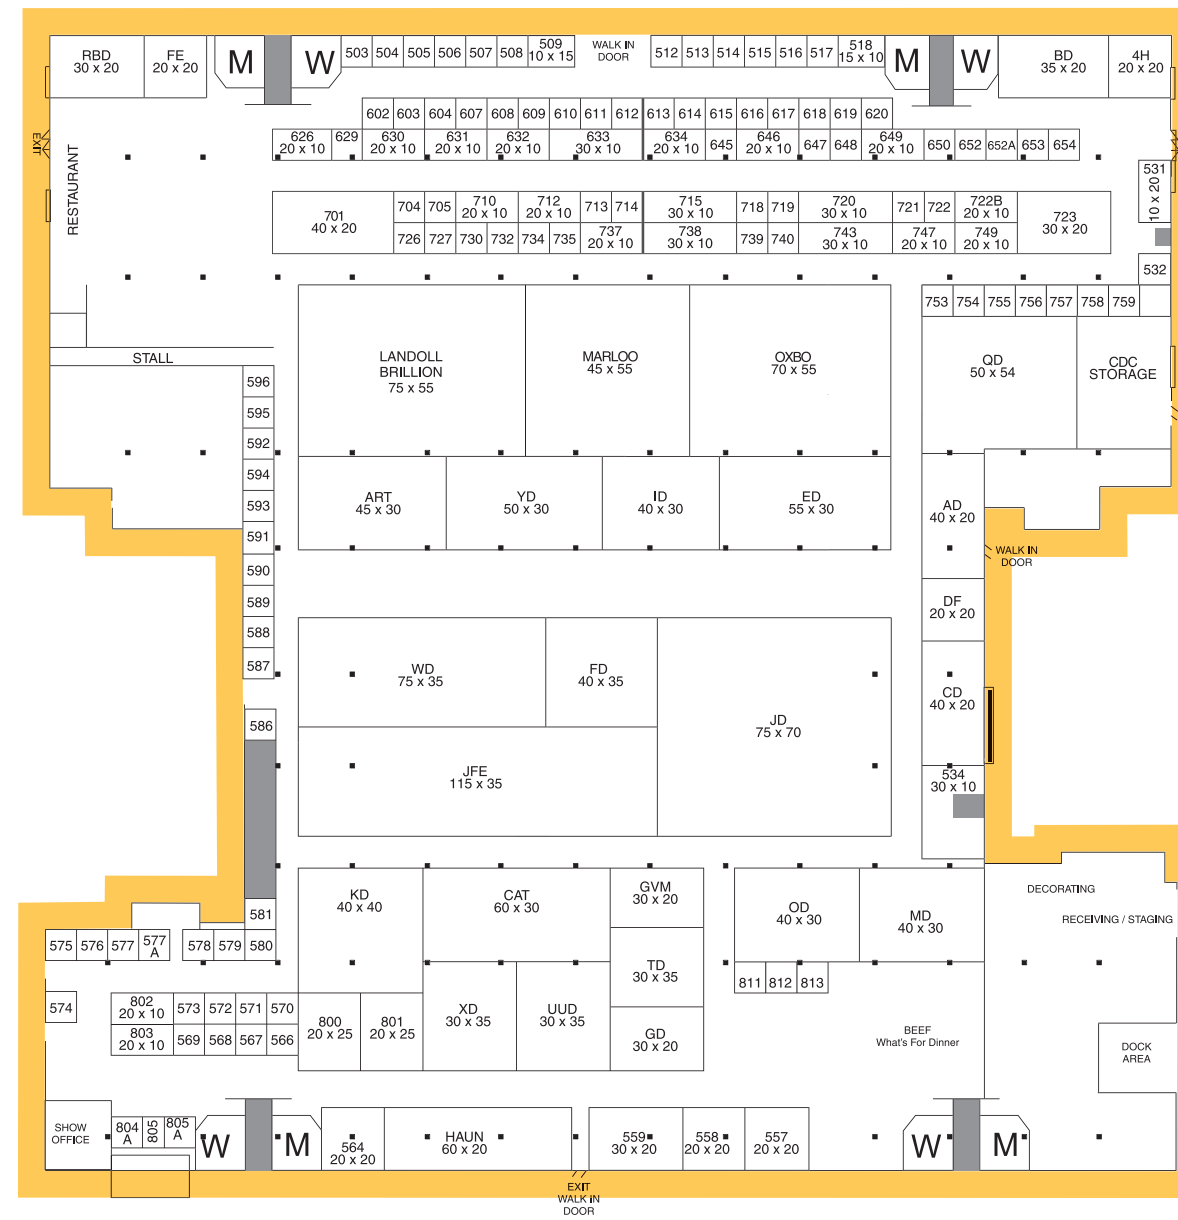 RBD
30 x 20
FE
20 x 20
M
W
503 504 505 506 507 508
509
10 x 15
WALK IN
DOOR
512 513 514 515 516 517
518
15 x 10
M
W
BD
35 x 20
4H
20 x 20
EXIT
RESTAURANT
602 603 604 607 608 609 610 611 612 613 614 615 616 617 618 619 620
626
20 x 10
629
630
20 x 10
631
20 x 10
632
20 x 10
633
30 x 10
634
20 x 10
645
646
20 x 10
647 648
649
20 x 10
650 652 652A 653 654
531
10 x 20
532
701
40 x 20
704 705
710
20 x 10
712
20 x 10
713 714
715
30 x 10
718 719
720
30 x 10
721 722
722B
20 x 10
723
30 x 20
726 727 730 732 734 735
737
20 x 10
738
30 x 10
739 740
743
30 x 10
747
20 x 10
749
20 x 10
753 754 755 756 757 758 759
STALL
LANDOLL
BRILLION
75 x 55
MARLOO
45 x 55
OXBO
70 x 55
QD
50 x 54
CDC
STORAGE
596
595
592
594
593
591
590
589
588
587
586
581
ART
45 x 30
YD
50 x 30
ID
40 x 30
ED
55 x 30
AD
40 x 20
WALK IN
DOOR
DF
20 x 20
CD
40 x 20
534
30 x 10
WD
75 x 35
FD
40 x 35
JD
75 x 70
JFE
115 x 35
KD
40 x 40
CAT
60 x 30
GVM
30 x 20
OD
40 x 30
MD
40 x 30
DECORATING
RECEIVING / STAGING
575 576 577
577
A
578 579 580
TD
30 x 35
811 812 813
574
802
20 x 10
573 572 571 570
803
20 x 10
569 568 567 566
800
20 x 25
801
20 x 25
XD
30 x 35
UUD
30 x 35
GD
30 x 20
BEEF
What's For Dinner
DOCK
AREA
SHOW
OFFICE
804
A
805
805
A
W
M
564
20 x 20
HAUN
60 x 20
559
30 x 20
558
20 x 20
557
20 x 20
W
M
EXIT
WALK IN
DOOR